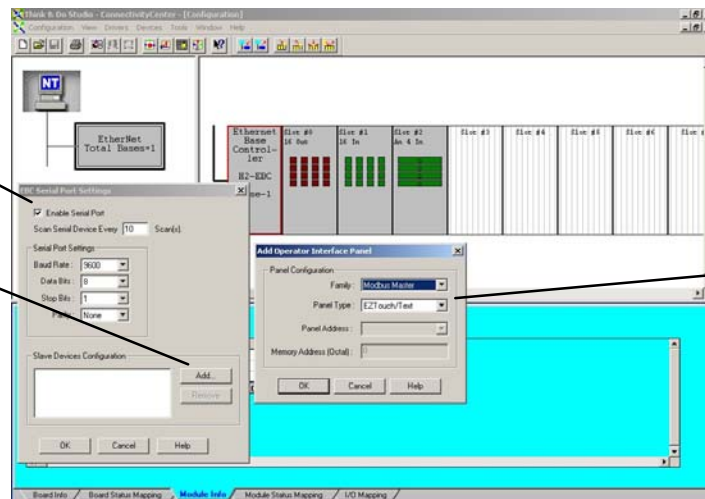 Think & Do Studio - ConnectivityCenter - [Configuration]
Configuration View Drivers Devices Tools Window Help
NT
EtherNet
Total Bases=1
Ethernet
Base
Control-
ler
H2-EBC
Base-1
Slot #0
16 Out
Slot #1
16 In
Slot #2
An 4 In
Slot #3
Slot #4
Slot #5
Slot #6
EBC Serial Port Settings
Enable Serial Port
Scan Serial Device Every 10 Scan(s).
Serial Port Settings
Baud Rate: 9600
Data Bits: 8
Stop Bits: 1
Parity: None
Slave Devices Configuration
Add...
Remove
OK Cancel Help
Add Operator Interface Panel
Panel Configuration
Family: Modbus Master
Panel Type: EZTouch/Text
Panel Address:
Memory Address (Octal): 0
OK Cancel Help
Board Info / Board Status Mapping / Module Info / Module Status Mapping / I/O Mapping /